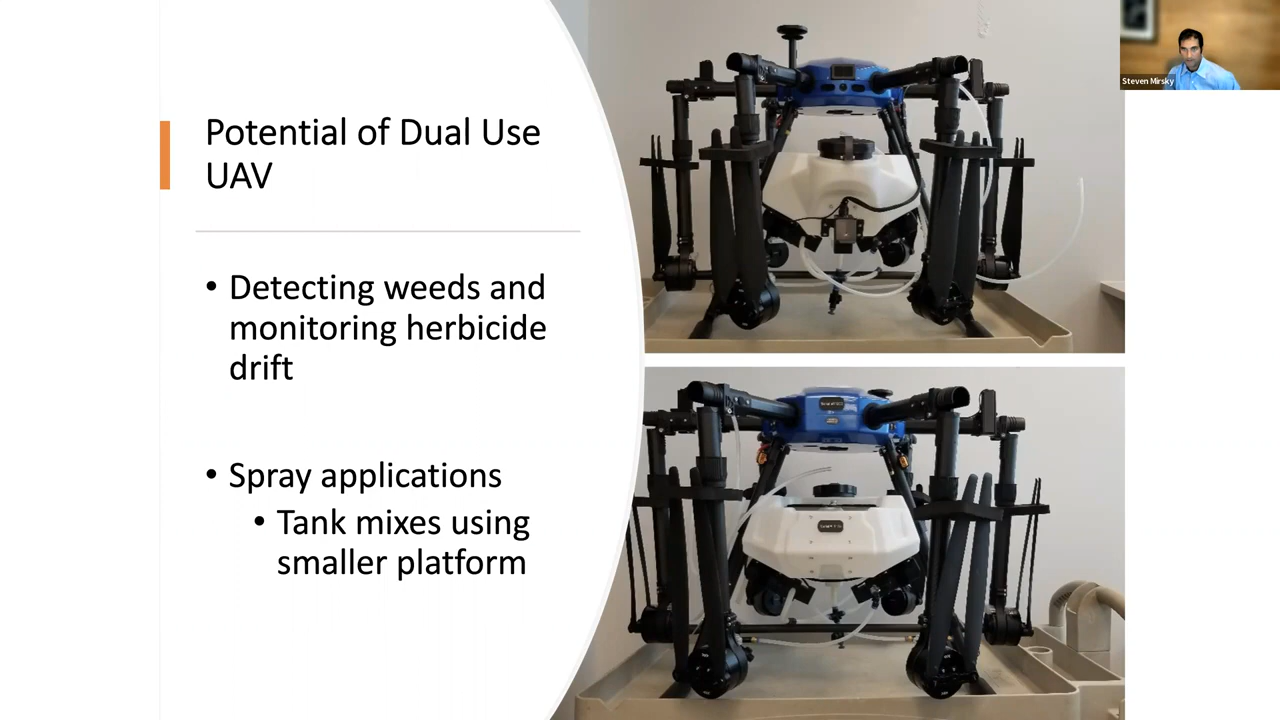 Potential of Dual Use
UAV
• Detecting weeds and
monitoring herbicide
drift
• Spray applications
• Tank mixes using
smaller platform
Steven Mirsky